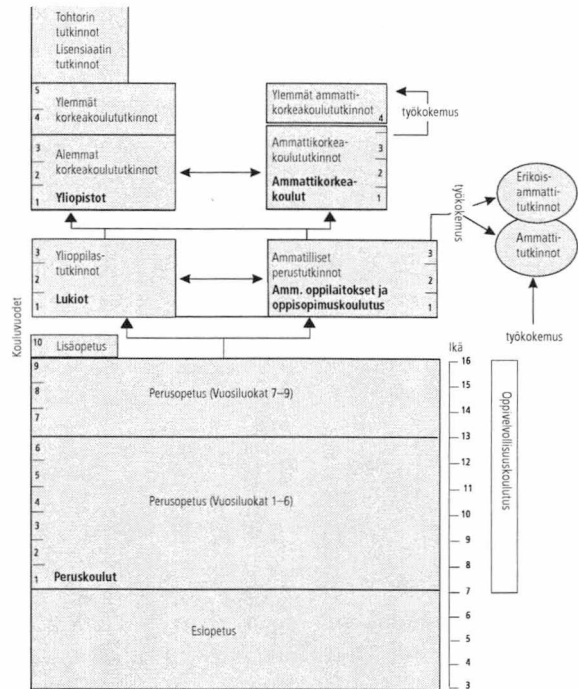 Tohtorin
tutkinnot
Lisensiaatin
tutkinnot
5
4
Ylemmät
korkeakoulututkinnot
3
2
1
Alemmat
korkeakoulututkinnot
Yliopistot
Ylemmät ammatti-
korkeakoulututkinnot
4
työkokemus
Ammattikorkea-
koulututkinnot
Ammattikorkea-
koulut
3
2
1
työkokemus
Erikois-
ammatti-
tutkinnot
Ammatti-
tutkinnot
työkokemus
Kouluvuodet
3
2
1
Ylioppilas-
tutkinnot
Lukiot
Ammatilliset
perustutkinnot
Amm. oppilaitokset ja
oppisopimuskoulutus
3
2
1
10 Lisäopetus
9
8
7
Perusopetus (Vuosiluokat 7–9)
6
5
4
3
2
1
Perusopetus (Vuosiluokat 1–6)
Peruskoulut
Esiopetus
Ikä
16
15
14
13
12
11
10
9
8
7
6
5
4
3
Oppivelvollisuuskoulutus